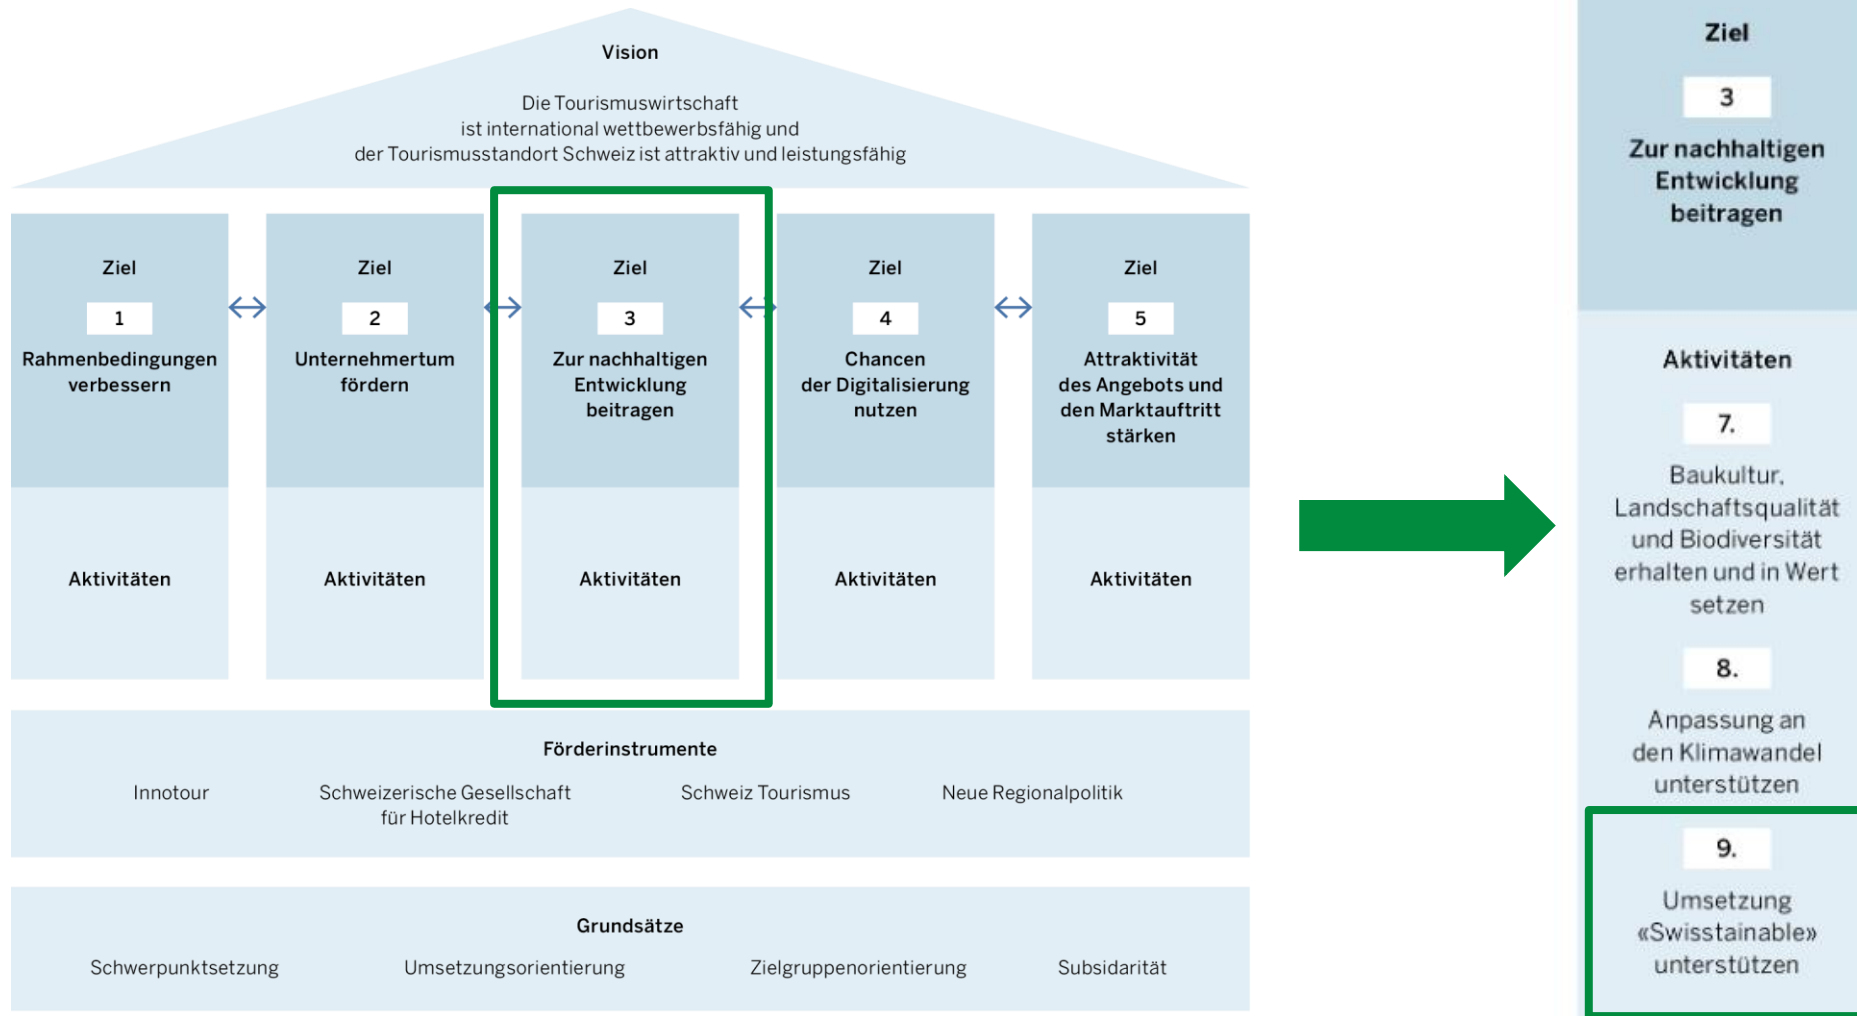 Vision
Die Tourismuswirtschaft
ist international wettbewerbsfähig und
der Tourismusstandort Schweiz ist attraktiv und leistungsfähig
Ziel
1
Rahmenbedingungen
verbessern
Aktivitäten
Ziel
2
Unternehmertum
fördern
Aktivitäten
Ziel
3
Zur nachhaltigen
Entwicklung
beitragen
Aktivitäten
Ziel
4
Chancen
der Digitalisierung
nutzen
Aktivitäten
Ziel
5
Attraktivität
des Angebots und
den Marktauftritt
stärken
Aktivitäten
Förderinstrumente
Innotour
Schweizerische Gesellschaft
für Hotelkredit
Schweiz Tourismus
Neue Regionalpolitik
Grundsätze
Schwerpunktsetzung
Umsetzungsorientierung
Zielgruppenorientierung
Subsidarität
Ziel
3
Zur nachhaltigen
Entwicklung
beitragen
Aktivitäten
7.
Baukultur,
Landschaftsqualität
und Biodiversität
erhalten und in Wert
setzen
8.
Anpassung an
den Klimawandel
unterstützen
9.
Umsetzung
«Swisstainable»
unterstützen